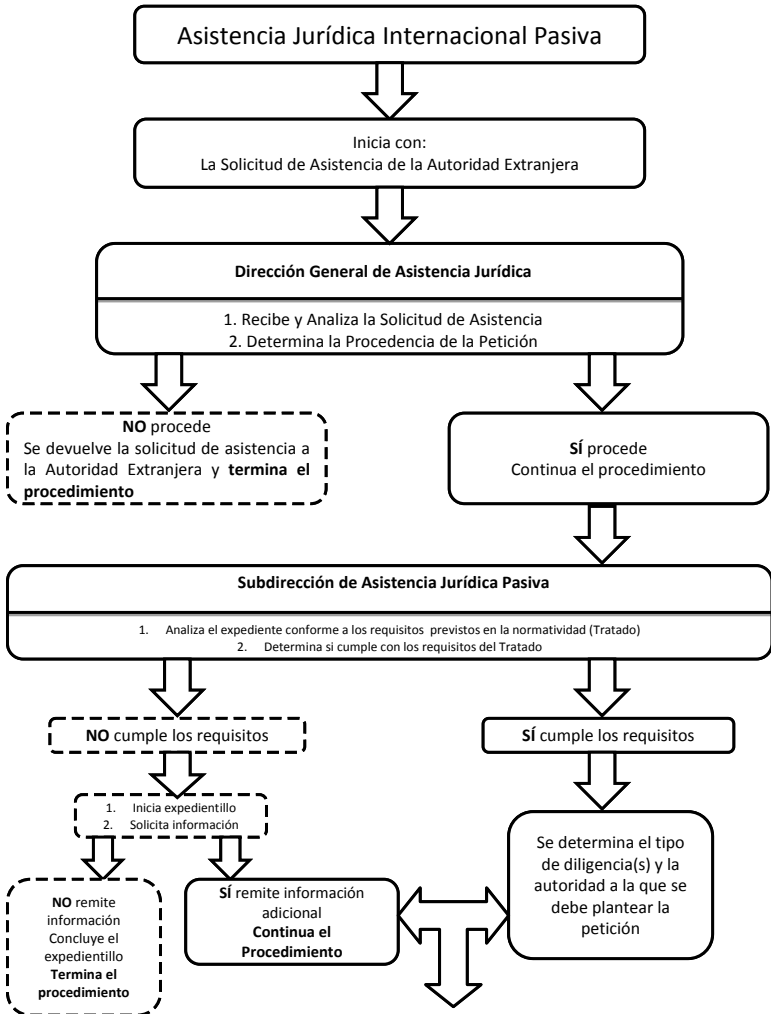 Asistencia Jurídica Internacional Pasiva
Inicia con:
La Solicitud de Asistencia de la Autoridad Extranjera
Dirección General de Asistencia Jurídica
1. Recibe y Analiza la Solicitud de Asistencia
2. Determina la Procedencia de la Petición
NO procede
Se devuelve la solicitud de asistencia a
la Autoridad Extranjera y termina el
procedimiento
SÍ procede
Continua el procedimiento
Subdirección de Asistencia Jurídica Pasiva
1. Analiza el expediente conforme a los requisitos previstos en la normatividad (Tratado)
2. Determina si cumple con los requisitos del Tratado
NO cumple los requisitos
SÍ cumple los requisitos
1. Inicia expedientillo
2. Solicita información
NO remite
información
Concluye el
expedientillo
Termina el
procedimiento
SÍ remite información
adicional
Continua el
Procedimiento
Se determina el tipo
de diligencia(s) y la
autoridad a la que se
debe plantear la
petición